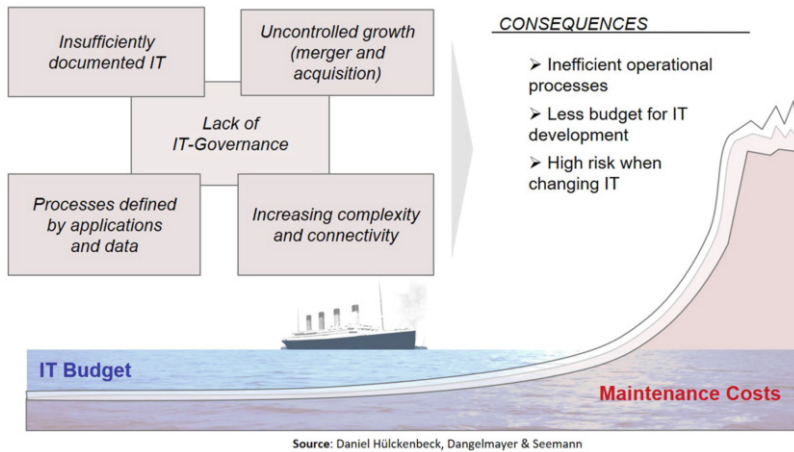 Insufficiently
documented IT
Uncontrolled growth
(merger and
acquisition)
Lack of
IT-Governance
Processes defined
by applications
and data
Increasing complexity
and connectivity
CONSEQUENCES
➢ Inefficient operational
processes
➢ Less budget for IT
development
➢ High risk when
changing IT
IT Budget
Maintenance Costs
Source: Daniel Hülckenbeck, Dangelmayer & Seemann